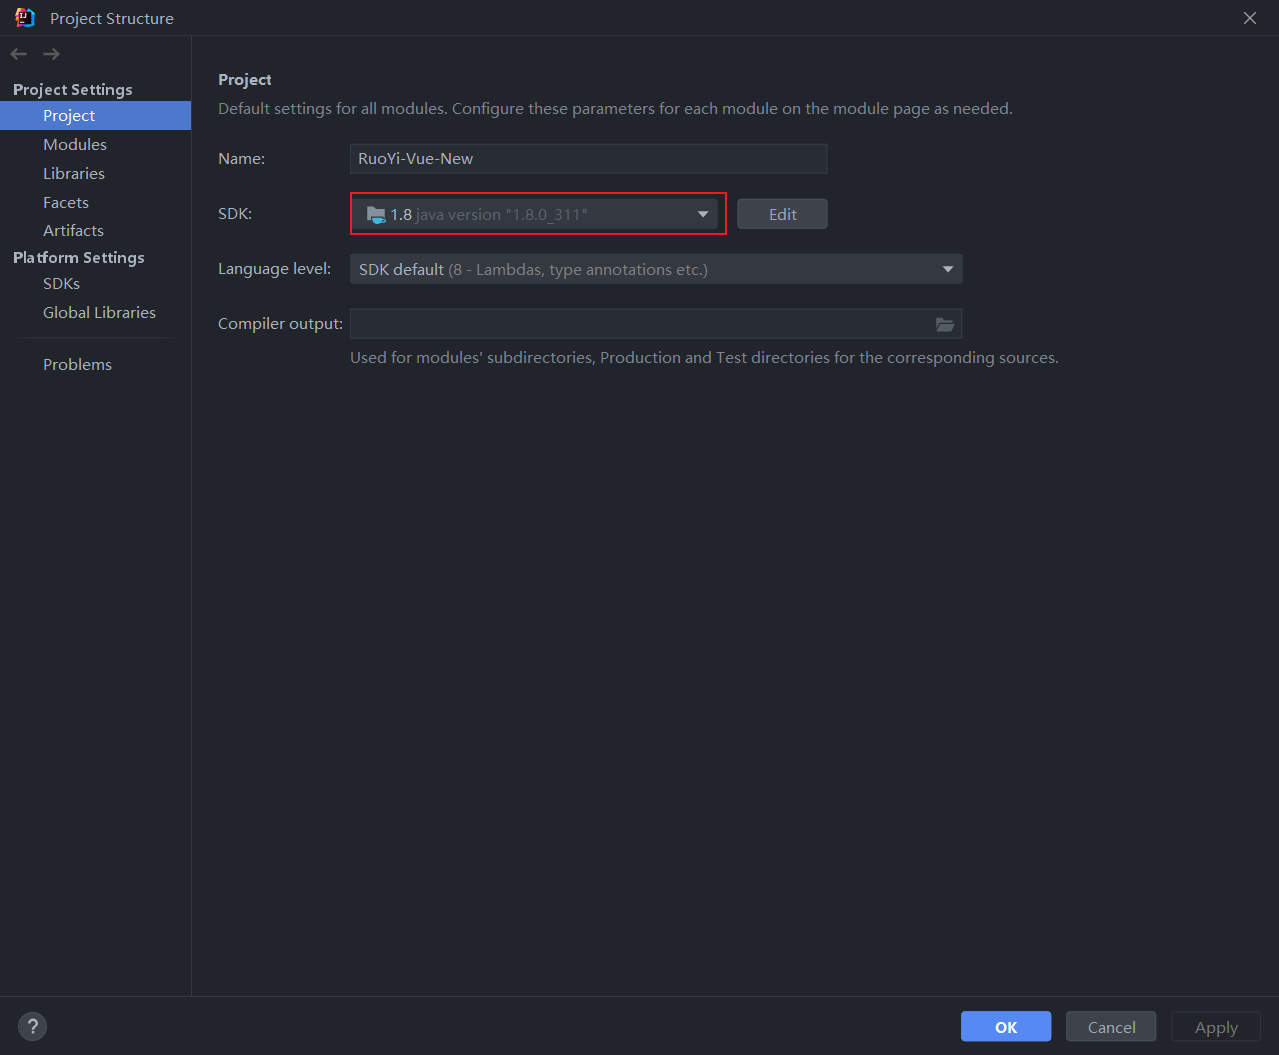 Project Structure
Project Settings
Project
Modules
Libraries
Facets
Artifacts
Platform Settings
SDKs
Global Libraries
Problems
Project
Default settings for all modules. Configure these parameters for each module on the module page as needed.
Name: RuoYi-Vue-New
SDK: 1.8 java version "1.8.0_311" Edit
Language level: SDK default (8 - Lambdas, type annotations etc.)
Compiler output:
Used for modules' subdirectories, Production and Test directories for the corresponding sources.
? OK Cancel Apply